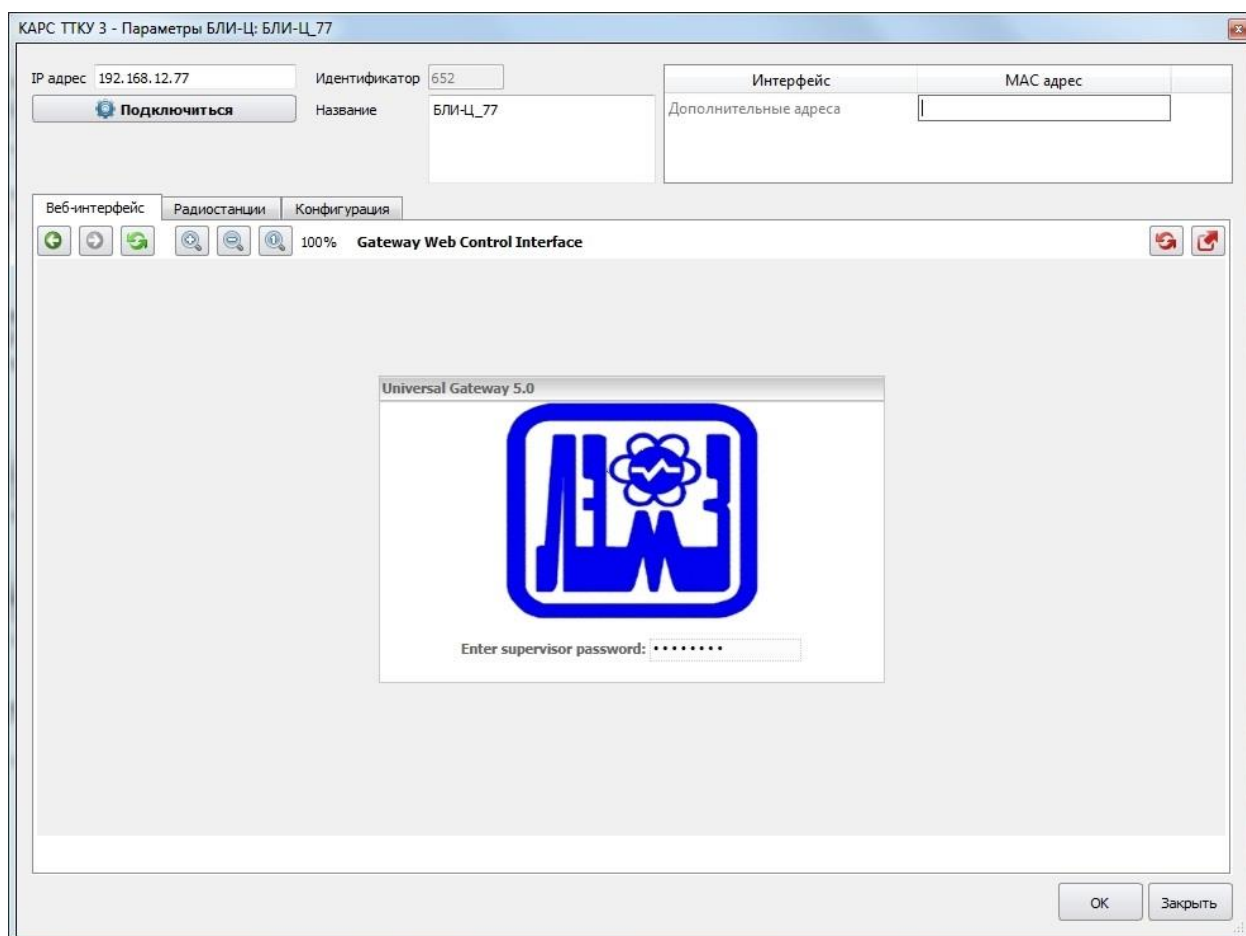 КАРС ТТКУ 3 - Параметры БЛИ-Ц: БЛИ-Ц_77
IP адрес 192.168.12.77 Идентификатор 652 Интерфейс MAC адрес
Подключиться Название БЛИ-Ц_77 Дополнительные адреса
Веб-интерфейс Радиостанции Конфигурация
100% Gateway Web Control Interface
Universal Gateway 5.0
ЛЕМЗ
Enter supervisor password: ••••••••
OK Закрыть